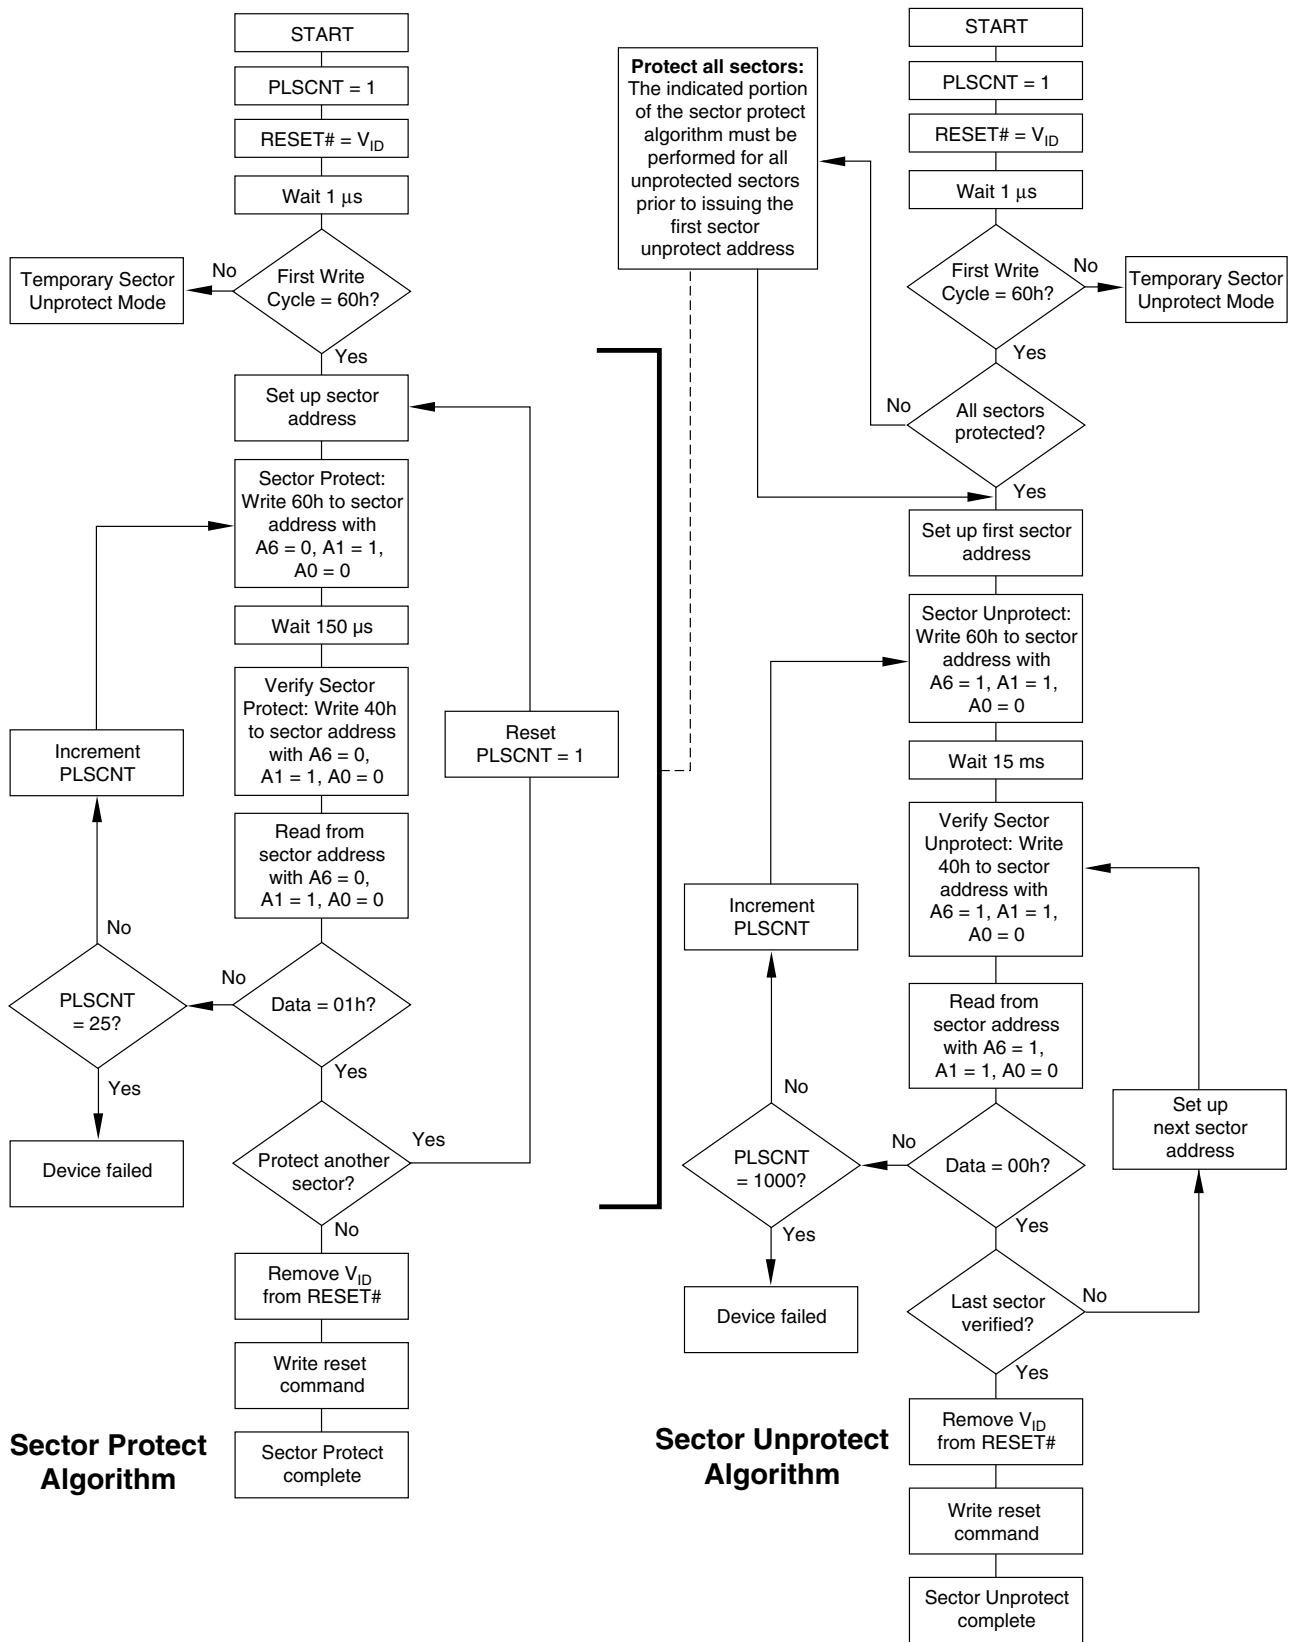 START
PLSCNT = 1
RESET# = VID
Wait 1 μs
First Write
Cycle = 60h?
No
Temporary Sector
Unprotect Mode
Yes
Set up sector
address
Sector Protect:
Write 60h to sector
address with
A6 = 0, A1 = 1,
A0 = 0
Wait 150 µs
Verify Sector
Protect: Write 40h
to sector address
with A6 = 0,
A1 = 1, A0 = 0
Reset
PLSCNT = 1
Increment
PLSCNT
Read from
sector address
with A6 = 0,
A1 = 1, A0 = 0
No
PLSCNT
= 25?
No
Data = 01h?
Yes
Yes
Device failed
Protect another
sector?
Yes
No
Remove VID
from RESET#
Write reset
command
Sector Protect
complete
Sector Protect
Algorithm
Protect all sectors:
The indicated portion
of the sector protect
algorithm must be
performed for all
unprotected sectors
prior to issuing the
first sector
unprotect address
START
PLSCNT = 1
RESET# = VID
Wait 1 μs
First Write
Cycle = 60h?
No
Temporary Sector
Unprotect Mode
Yes
No
All sectors
protected?
Yes
Set up first sector
address
Sector Unprotect:
Write 60h to sector
address with
A6 = 1, A1 = 1,
A0 = 0
Wait 15 ms
Verify Sector
Unprotect: Write
40h to sector
address with
A6 = 1, A1 = 1,
A0 = 0
Increment
PLSCNT
Read from
sector address
with A6 = 1,
A1 = 1, A0 = 0
No
PLSCNT
= 1000?
No
Data = 00h?
Set up
next sector
address
Yes
Yes
Device failed
Last sector
verified?
No
Yes
Remove VID
from RESET#
Write reset
command
Sector Unprotect
complete
Sector Unprotect
Algorithm